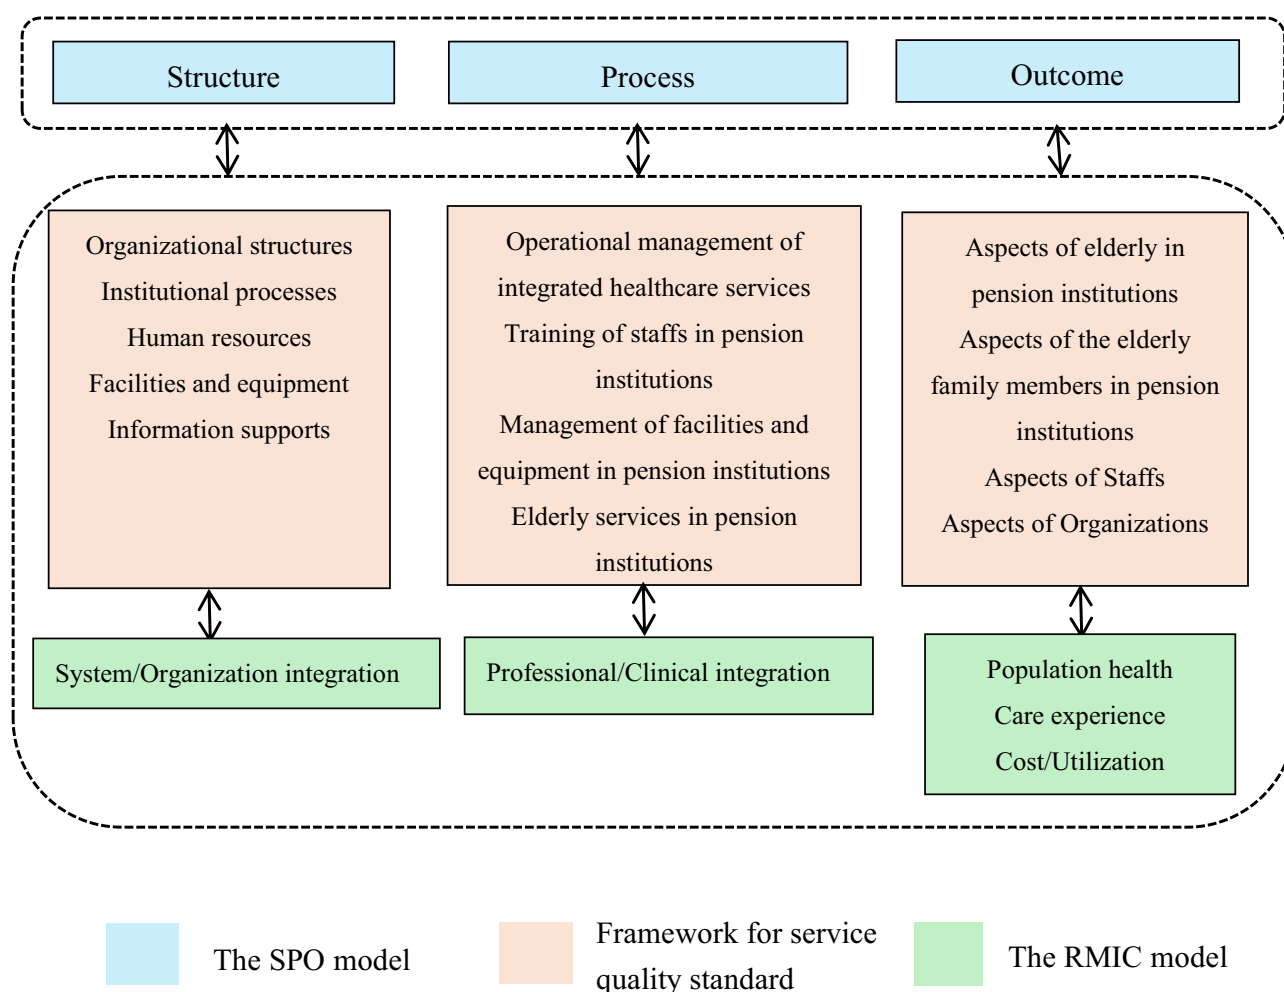 Structure
Process
Outcome
Organizational structures
Institutional processes
Human resources
Facilities and equipment
Information supports
Operational management of
integrated healthcare services
Training of staffs in pension
institutions
Management of facilities and
equipment in pension institutions
Elderly services in pension
institutions
Aspects of elderly in
pension institutions
Aspects of the elderly
family members in pension
institutions
Aspects of Staffs
Aspects of Organizations
System/Organization integration
Professional/Clinical integration
Population health
Care experience
Cost/Utilization
The SPO model
Framework for service
quality standard
The RMIC model